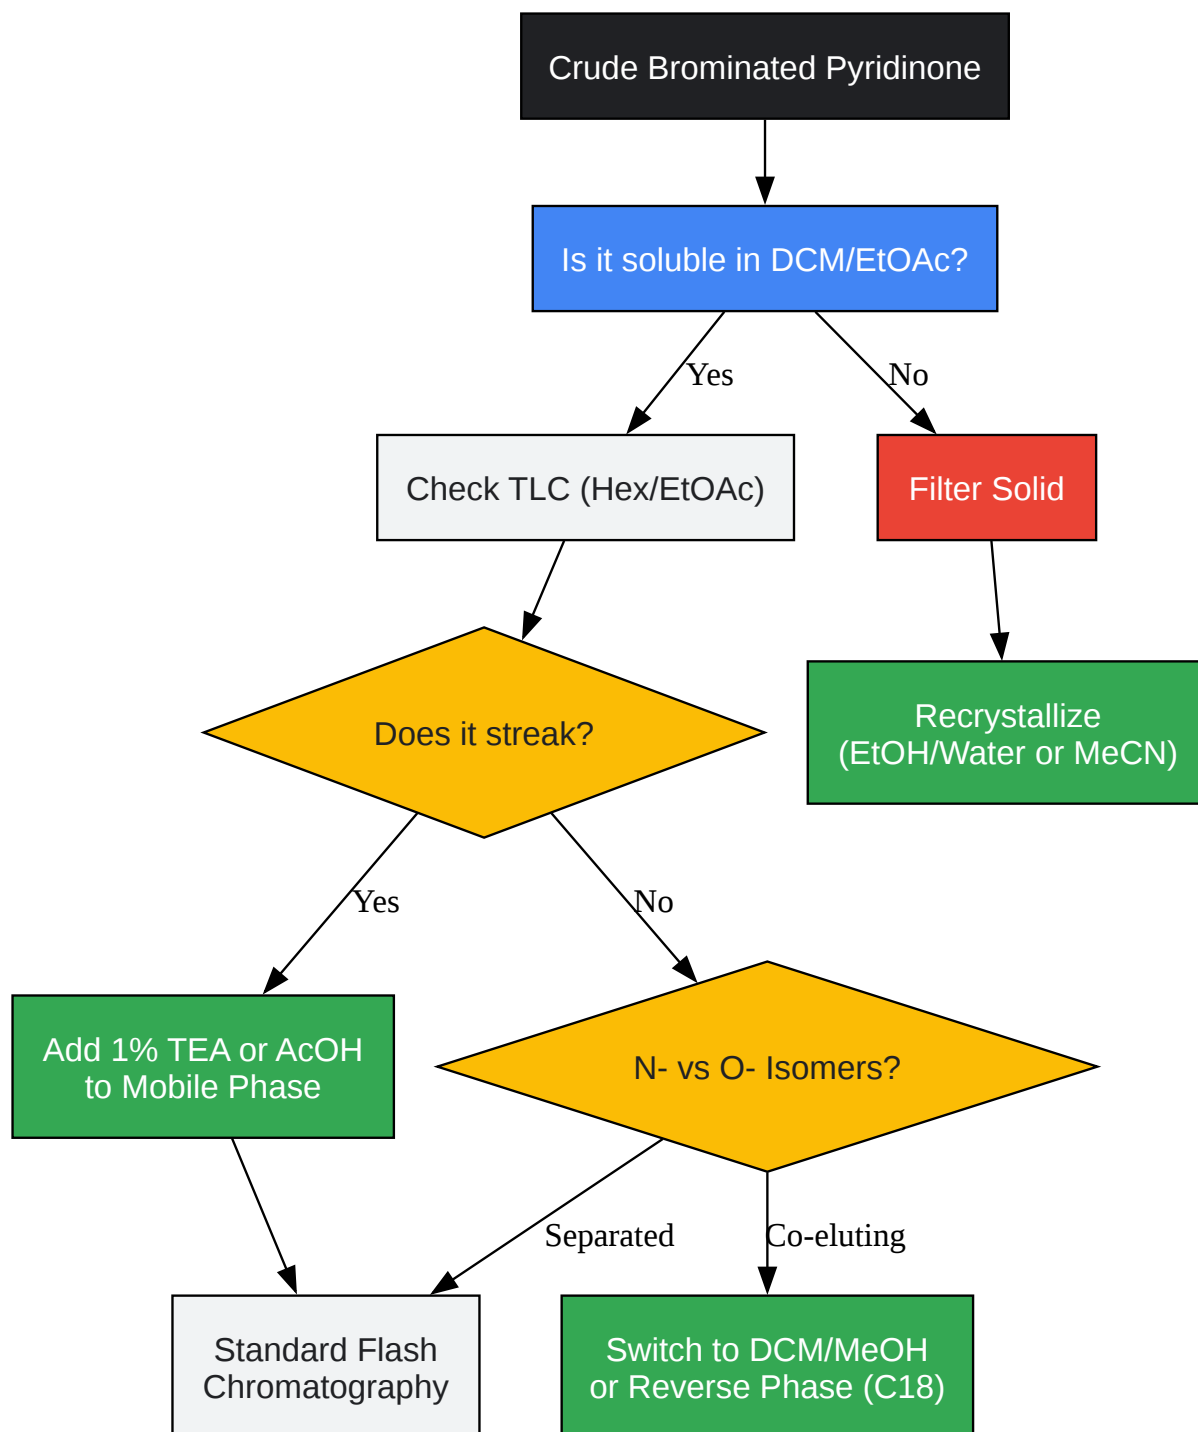 Crude Brominated Pyridinone
Is it soluble in DCM/EtOAc?
Yes
No
Check TLC (Hex/EtOAc)
Filter Solid
Does it streak?
Recrystallize
(EtOH/Water or MeCN)
Yes
No
Add 1% TEA or AcOH
to Mobile Phase
N- vs O- Isomers?
Separated
Co-eluting
Standard Flash
Chromatography
Switch to DCM/MeOH
or Reverse Phase (C18)